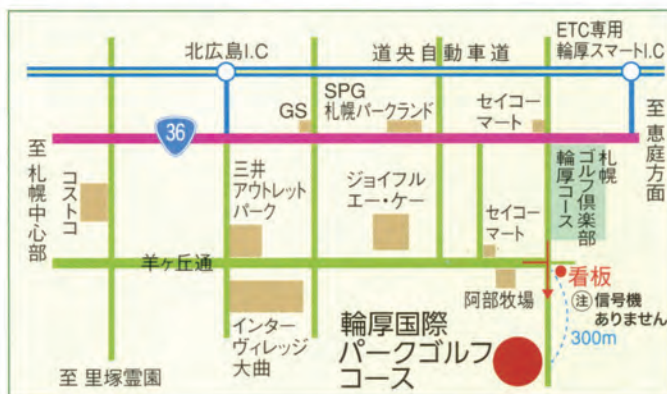 北広島I.C
道央自動車道
ETC専用
輪厚スマートI.C
36
GS
SPG
札幌パークランド
セイコー
マート
至 恵庭方面
至 札幌中心部
コストコ
三井
アウトレット
パーク
ジョイフル
エー・ケー
セイコー
マート
札幌
ゴルフ倶楽部
輪厚コース
羊ヶ丘通
インター
ヴィレッジ
大曲
阿部牧場
看板
注 信号機
ありません
300m
輪厚国際
パークゴルフ
コース
至 里塚霊園